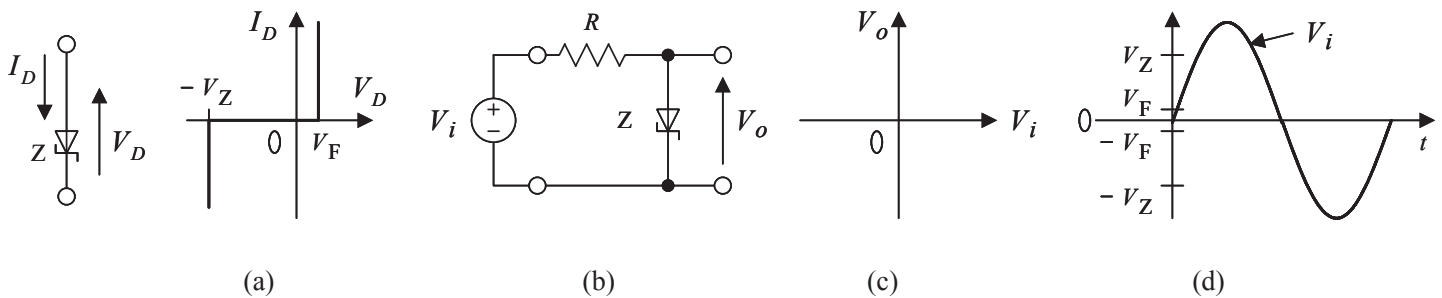 I_D
Z
V_D
(a)
I_D
- V_Z
V_D
0
V_F
(b)
R
V_i
+
−
Z
V_o
(c)
V_o
0
V_i
(d)
V_Z
V_F
0
- V_F
- V_Z
V_i
t